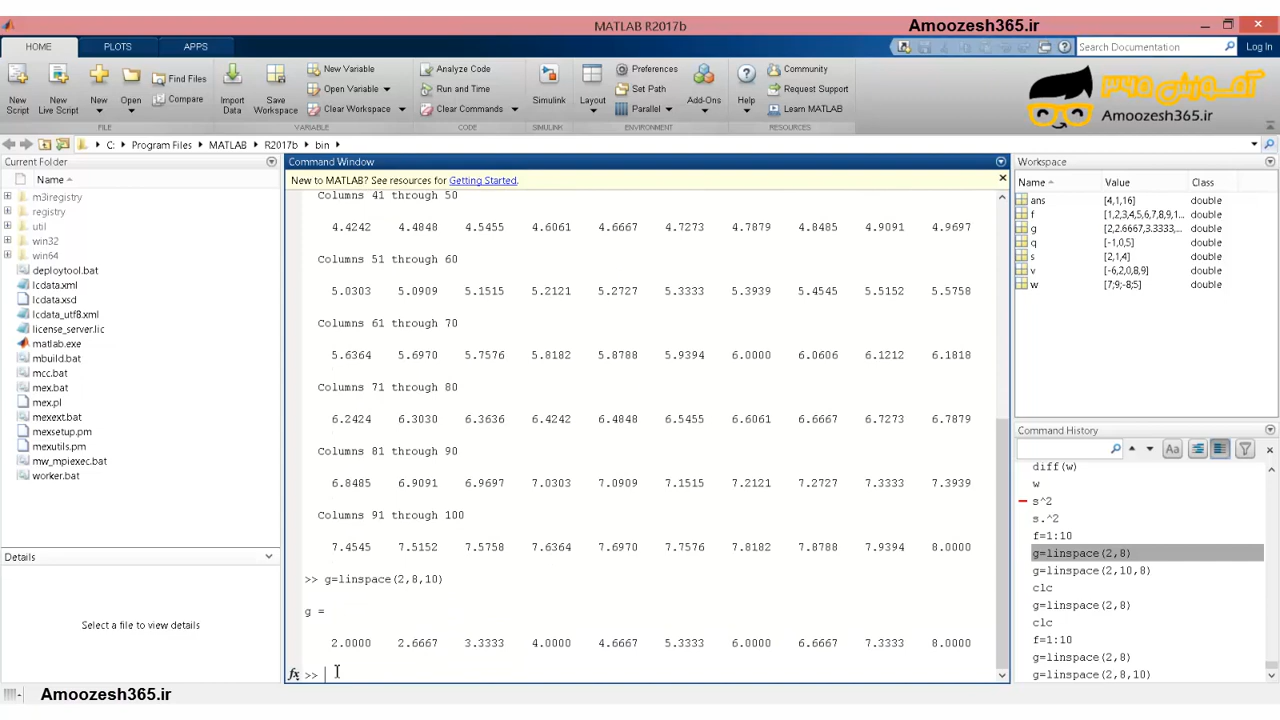 MATLAB R2017b
Amoozesh365.ir
HOME
PLOTS
APPS
Search Documentation
Log In
New Script
New Live Script
New
Open
Find Files
Compare
Import Data
Save Workspace
New Variable
Open Variable
Clear Workspace
Analyze Code
Run and Time
Clear Commands
Simulink
Layout
Preferences
Set Path
Parallel
Add-Ons
Help
Community
Request Support
Learn MATLAB
FILE
VARIABLE
CODE
SIMULINK
ENVIRONMENT
RESOURCES
آموزش ۳۶۵
Amoozesh365.ir
C: Program Files MATLAB R2017b bin
Current Folder
Name
m3iregistry
registry
util
win32
win64
deploytool.bat
lcdata.xml
lcdata.xsd
lcdata_utf8.xml
license_server.lic
matlab.exe
mbuild.bat
mcc.bat
mex.bat
mex.pl
mexext.bat
mexsetup.pm
mexutils.pm
mw_mpiexec.bat
worker.bat
Details
Select a file to view details
Command Window
New to MATLAB? See resources for Getting Started.
Columns 41 through 50
4.4242 4.4848 4.5455 4.6061 4.6667 4.7273 4.7879 4.8485 4.9091 4.9697
Columns 51 through 60
5.0303 5.0909 5.1515 5.2121 5.2727 5.3333 5.3939 5.4545 5.5152 5.5758
Columns 61 through 70
5.6364 5.6970 5.7576 5.8182 5.8788 5.9394 6.0000 6.0606 6.1212 6.1818
Columns 71 through 80
6.2424 6.3030 6.3636 6.4242 6.4848 6.5455 6.6061 6.6667 6.7273 6.7879
Columns 81 through 90
6.8485 6.9091 6.9697 7.0303 7.0909 7.1515 7.2121 7.2727 7.3333 7.3939
Columns 91 through 100
7.4545 7.5152 7.5758 7.6364 7.6970 7.7576 7.8182 7.8788 7.9394 8.0000
>> g=linspace(2,8,10)
g =
2.0000 2.6667 3.3333 4.0000 4.6667 5.3333 6.0000 6.6667 7.3333 8.0000
fx >>
Workspace
Name Value Class
ans [4,1,16] double
f [1,2,3,4,5,6,7,8,9,1... double
g [2,2.6667,3.3333,... double
q [-1,0,5] double
s [2,1,4] double
v [-6,2,0,8,9] double
w [7;9;-8;5] double
Command History
Aa
diff(w)
w
s^2
s.^2
f=1:10
g=linspace(2,8)
g=linspace(2,10,8)
clc
g=linspace(2,8)
clc
f=1:10
g=linspace(2,8)
g=linspace(2,8,10)
Amoozesh365.ir